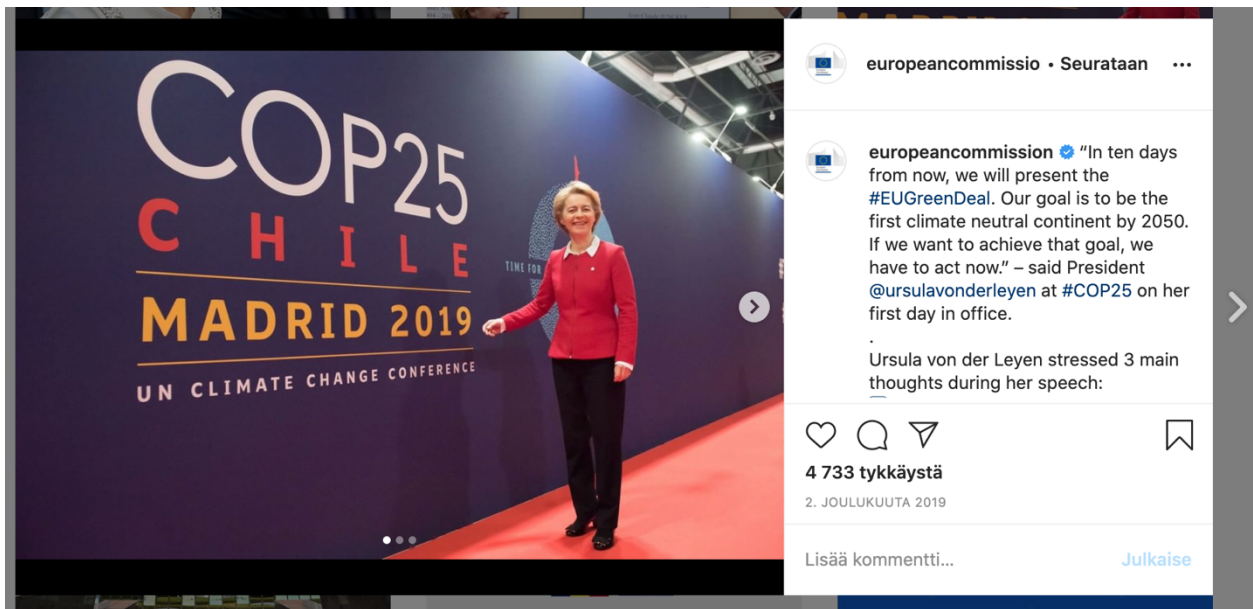 COP25
CHILE
MADRID 2019
UN CLIMATE CHANGE CONFERENCE
TIME FOR
europeancommissio • Seurataan
europeancommission “In ten days
from now, we will present the
#EUGreenDeal. Our goal is to be the
first climate neutral continent by 2050.
If we want to achieve that goal, we
have to act now.” – said President
@ursulavonderleyen at #COP25 on her
first day in office.
.
Ursula von der Leyen stressed 3 main
thoughts during her speech:
4 733 tykkäystä
2. JOULUKUUTA 2019
Lisää kommentti...
Julkaise